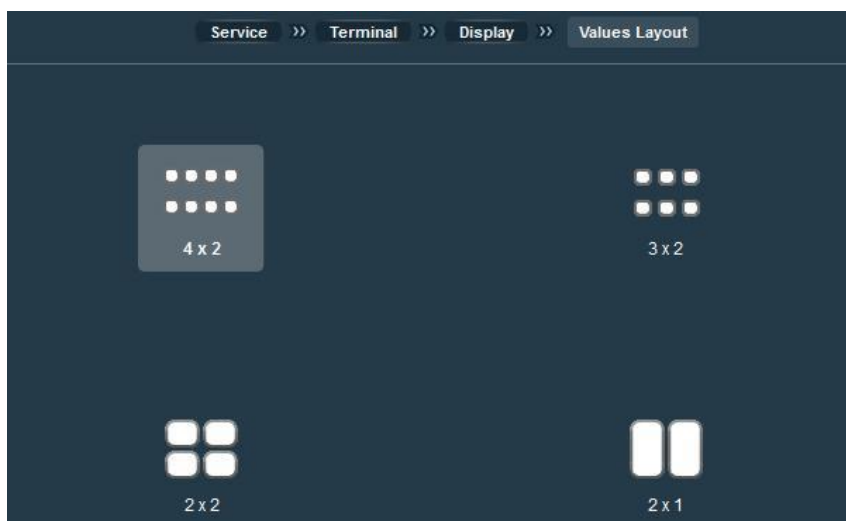 Service » Terminal » Display » Values Layout
4 x 2
3 x 2
2 x 2
2 x 1